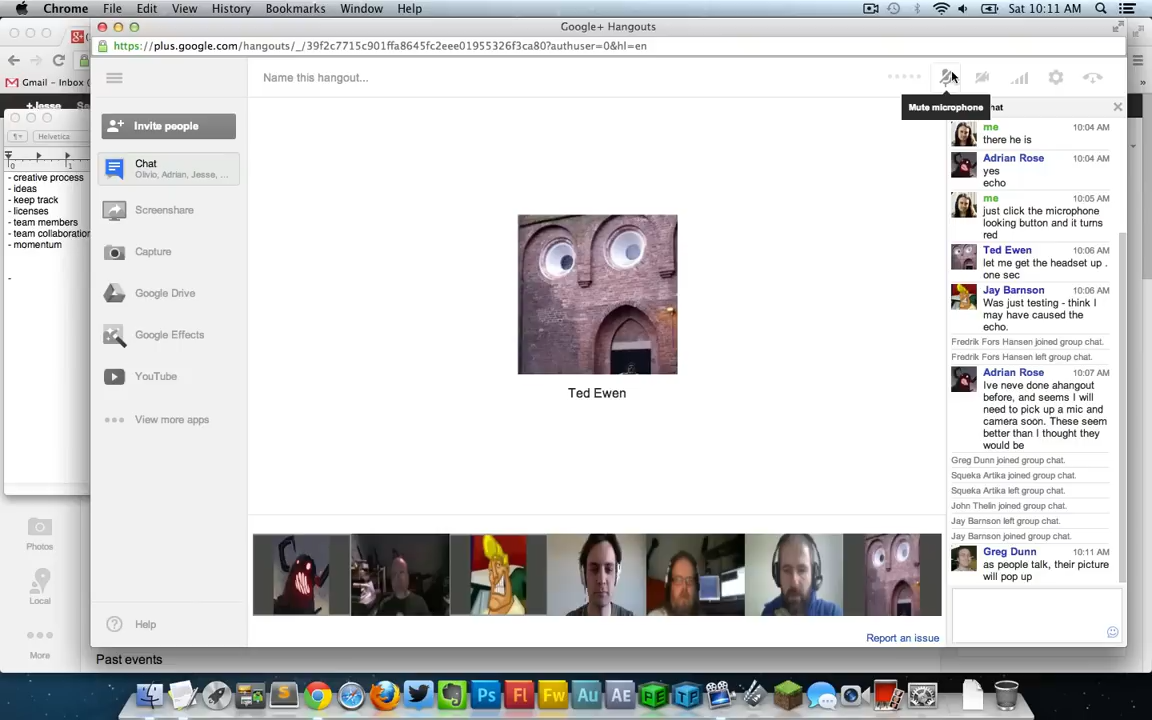 Chrome File Edit View History Bookmarks Window Help
Sat 10:11 AM
Google+ Hangouts
https://plus.google.com/hangouts/_/39f2c7715c901ffa8645fc2eee01955326f3ca80?authuser=0&hl=en
Gmail - Inbox
+Jesse
Helvetica
0 1
- creative process
- ideas
- keep track
- licenses
- team members
- team collaboration
- momentum
-
Photos
Local
More
Name this hangout...
Mute microphone
Invite people
Chat
Olivio, Adrian, Jesse, ...
Screenshare
Capture
Google Drive
Google Effects
YouTube
View more apps
Help
Ted Ewen
me 10:04 AM
there he is
Adrian Rose 10:04 AM
yes
echo
me 10:05 AM
just click the microphone
looking button and it turns
red
Ted Ewen 10:06 AM
let me get the headset up .
one sec
Jay Barnson 10:06 AM
Was just testing - think I
may have caused the
echo.
Fredrik Fors Hansen joined group chat.
Fredrik Fors Hansen left group chat.
Adrian Rose 10:07 AM
Ive neve done ahangout
before, and seems I will
need to pick up a mic and
camera soon. These seem
better than I thought they
would be
Greg Dunn joined group chat.
Squeka Artika joined group chat.
Squeka Artika left group chat.
John Thelin joined group chat.
Jay Barnson left group chat.
Jay Barnson joined group chat.
Greg Dunn 10:11 AM
as people talk, their picture
will pop up
Report an issue
Past events
Ps Fl Fw Au Ae